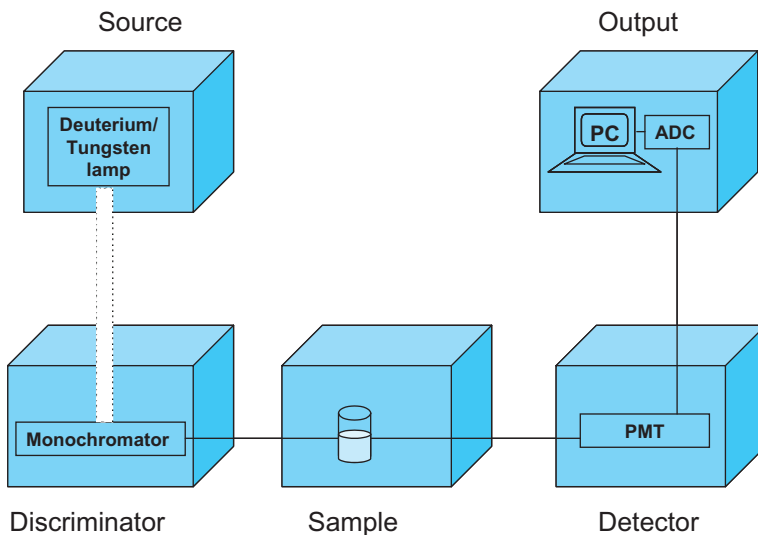 Source
Output
Deuterium/
Tungsten
lamp
PC
ADC
Monochromator
PMT
Discriminator
Sample
Detector